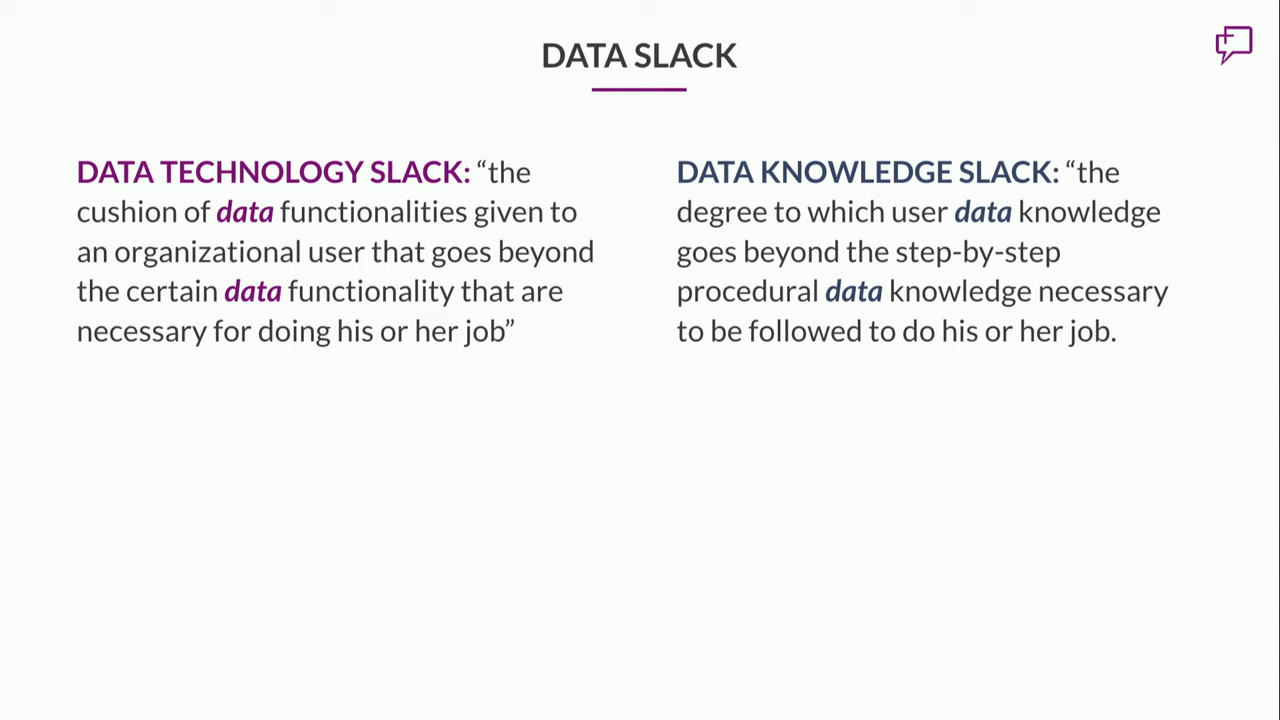 DATA SLACK
DATA TECHNOLOGY SLACK: “the
cushion of data functionalities given to
an organizational user that goes beyond
the certain data functionality that are
necessary for doing his or her job”
DATA KNOWLEDGE SLACK: “the
degree to which user data knowledge
goes beyond the step-by-step
procedural data knowledge necessary
to be followed to do his or her job.